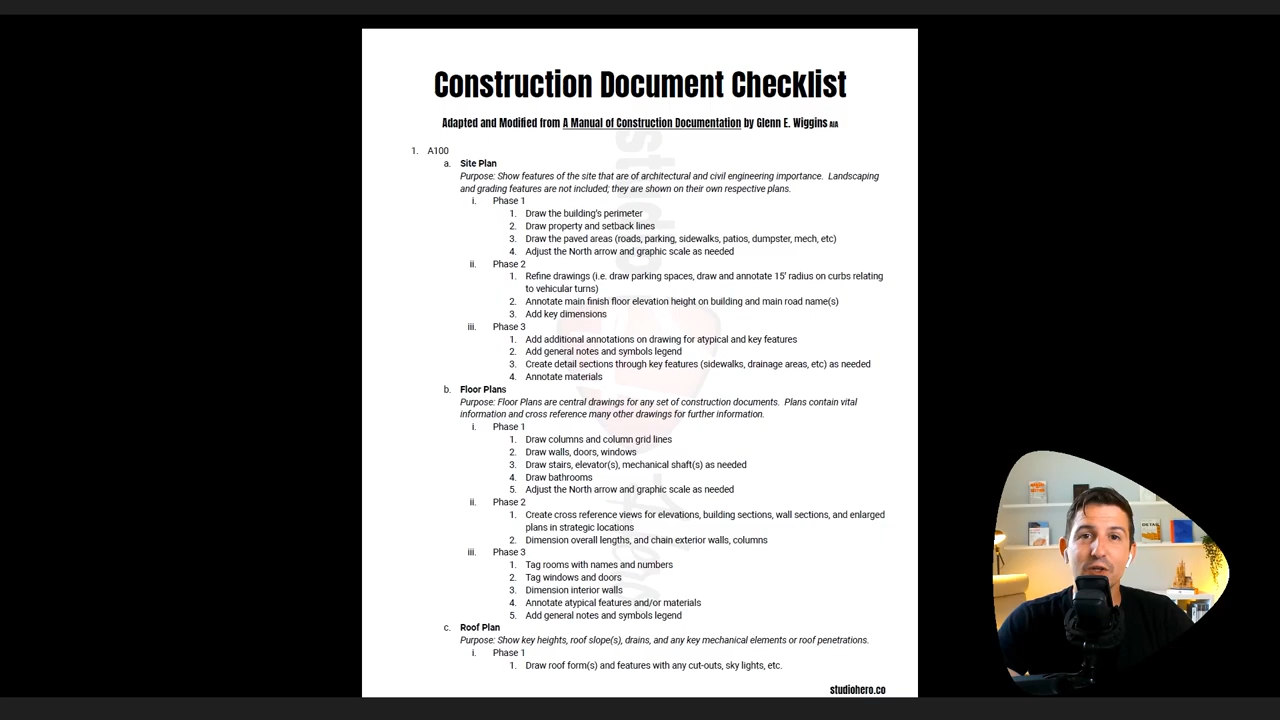 Construction Document Checklist
Adapted and Modified from A Manual of Construction Documentation by Glenn E. Wiggins AIA
1. A100
a. Site Plan
Purpose: Show features of the site that are of architectural and civil engineering importance. Landscaping
and grading features are not included; they are shown on their own respective plans.
i. Phase 1
1. Draw the building's perimeter
2. Draw property and setback lines
3. Draw the paved areas (roads, parking, sidewalks, patios, dumpster, mech, etc)
4. Adjust the North arrow and graphic scale as needed
ii. Phase 2
1. Refine drawings (i.e. draw parking spaces, draw and annotate 15' radius on curbs relating
to vehicular turns)
2. Annotate main finish floor elevation height on building and main road name(s)
3. Add key dimensions
iii. Phase 3
1. Add additional annotations on drawing for atypical and key features
2. Add general notes and symbols legend
3. Create detail sections through key features (sidewalks, drainage areas, etc) as needed
4. Annotate materials
b. Floor Plans
Purpose: Floor Plans are central drawings for any set of construction documents. Plans contain vital
information and cross reference many other drawings for further information.
i. Phase 1
1. Draw columns and column grid lines
2. Draw walls, doors, windows
3. Draw stairs, elevator(s), mechanical shaft(s) as needed
4. Draw bathrooms
5. Adjust the North arrow and graphic scale as needed
ii. Phase 2
1. Create cross reference views for elevations, building sections, wall sections, and enlarged
plans in strategic locations
2. Dimension overall lengths, and chain exterior walls, columns
iii. Phase 3
1. Tag rooms with names and numbers
2. Tag windows and doors
3. Dimension interior walls
4. Annotate atypical features and/or materials
5. Add general notes and symbols legend
c. Roof Plan
Purpose: Show key heights, roof slope(s), drains, and any key mechanical elements or roof penetrations.
i. Phase 1
1. Draw roof form(s) and features with any cut-outs, sky lights, etc.
studiohero.co
DETAIL